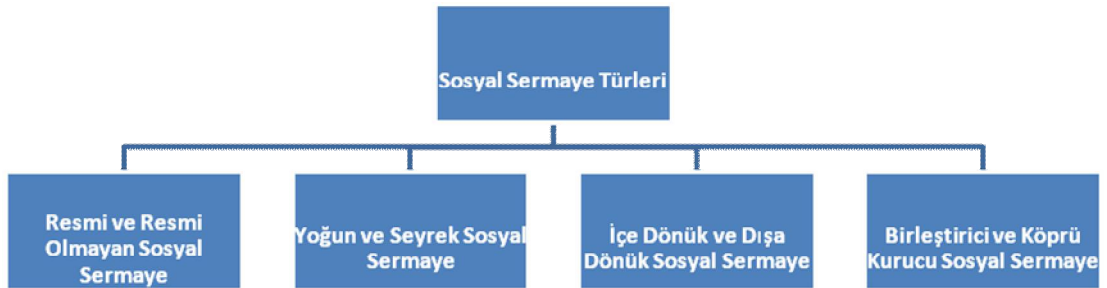 Sosyal Sermaye Türleri
Resmi ve Resmi
Olmayan Sosyal
Sermaye
Yoğun ve Seyrek Sosyal
Sermaye
İçe Dönük ve Dışa
Dönük Sosyal Sermaye
Birleştirici ve Köprü
Kurucu Sosyal Sermaye